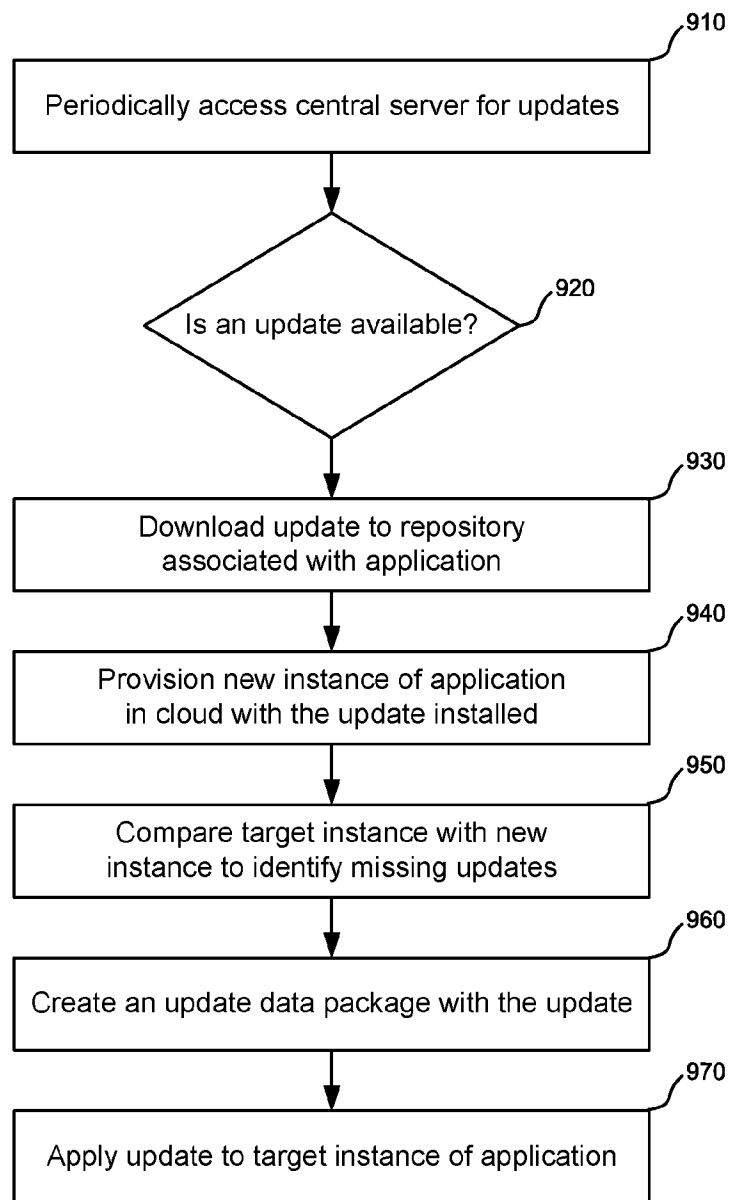 910
Periodically access central server for updates
920
Is an update available?
930
Download update to repository
associated with application
940
Provision new instance of application
in cloud with the update installed
950
Compare target instance with new
instance to identify missing updates
960
Create an update data package with the update
970
Apply update to target instance of application